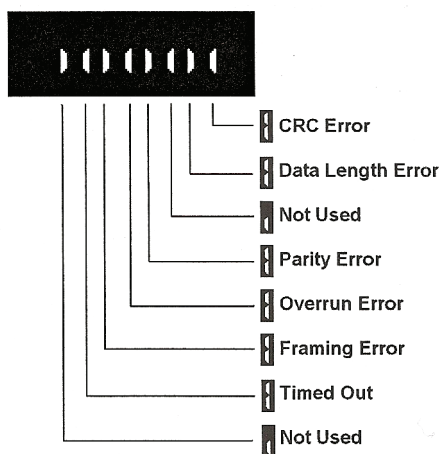 CRC Error
Data Length Error
Not Used
Parity Error
Overrun Error
Framing Error
Timed Out
Not Used